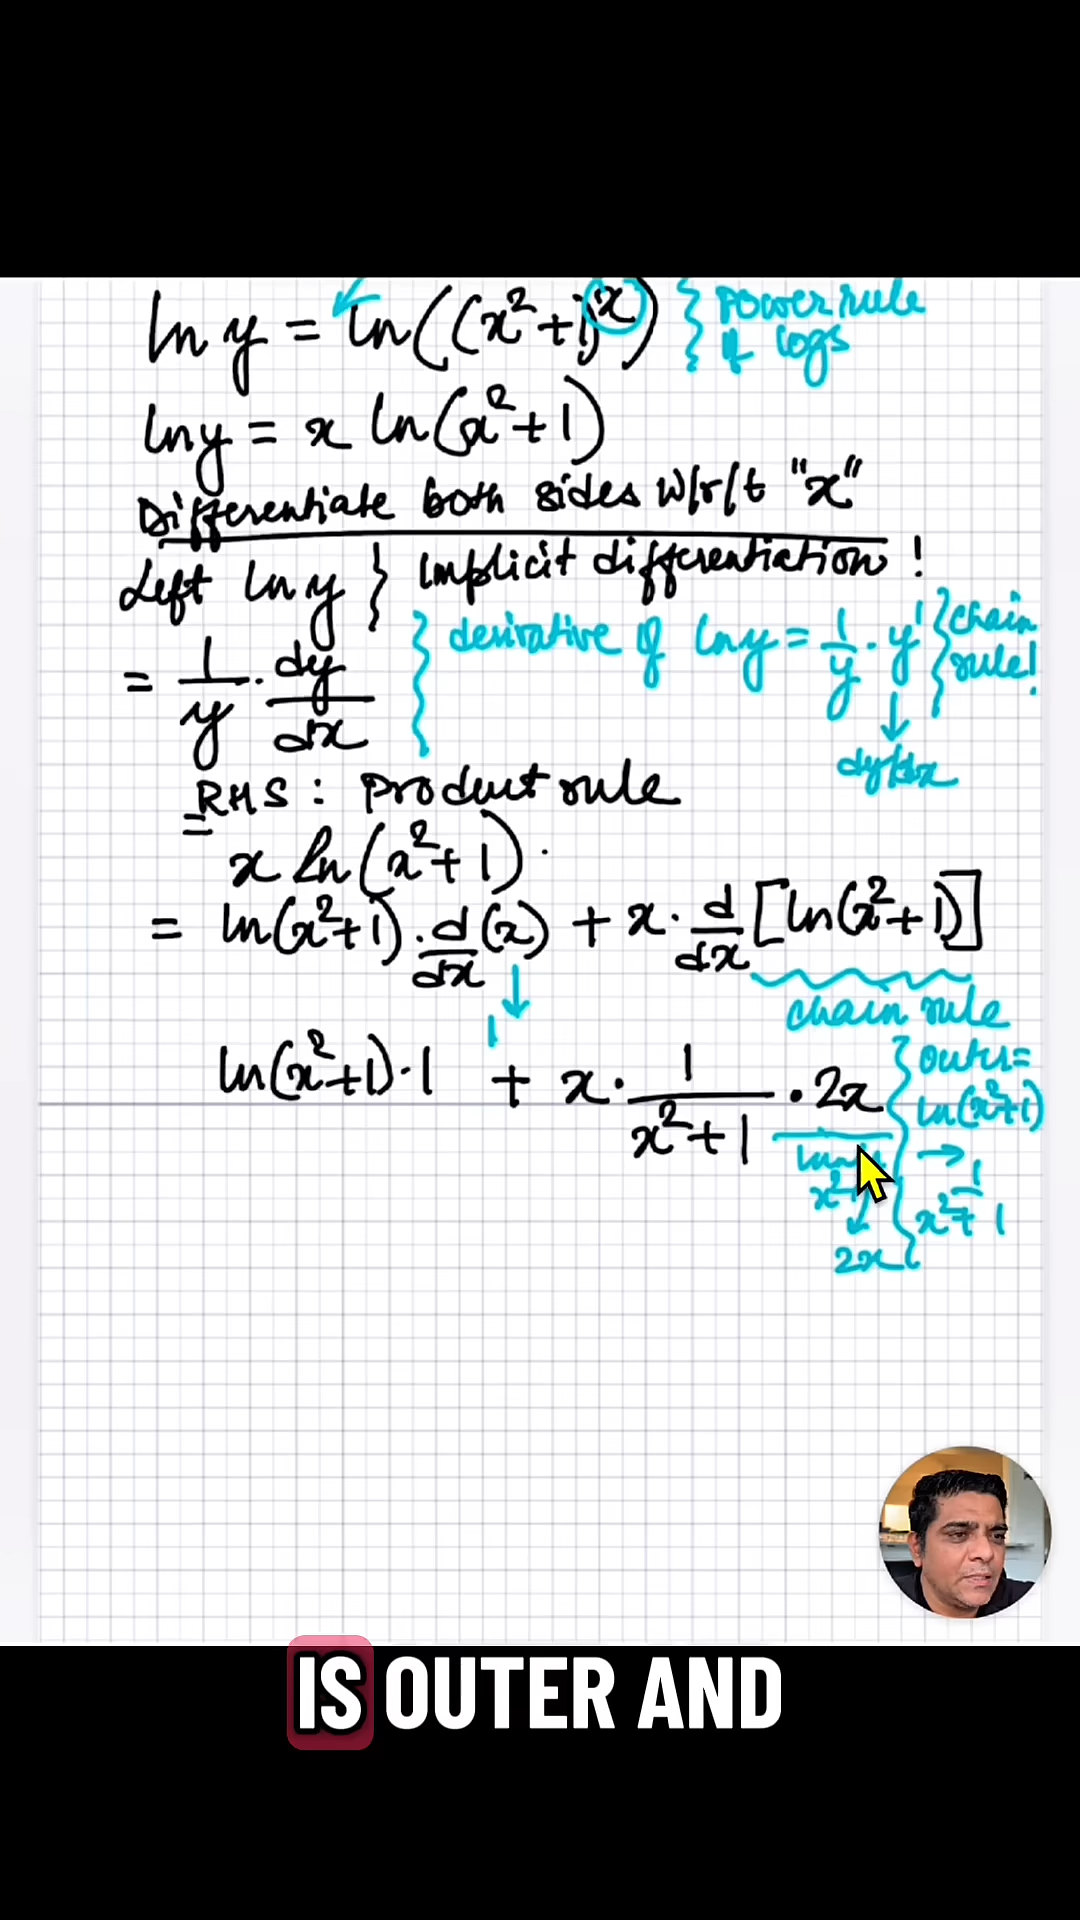 ln y = ln((x²+1)ˣ) } power rule of logs
ln y = x ln(x²+1)
Differentiate both sides w/r/t "x"
Left ln y } Implicit differentiation!
= 1/y · dy/dx } derivative of ln y = 1/y · y' } chain rule!
↓
dy/dx
RHS: Product rule
=
x ln(x²+1) ·
= ln(x²+1) · d/dx (x) + x · d/dx [ln(x²+1)]
↓
1
chain rule
ln(x²+1) · 1 + x · 1/(x²+1) · 2x
outer =
ln(x²+1)
→ 1/(x²+1)
2x
IS OUTER AND